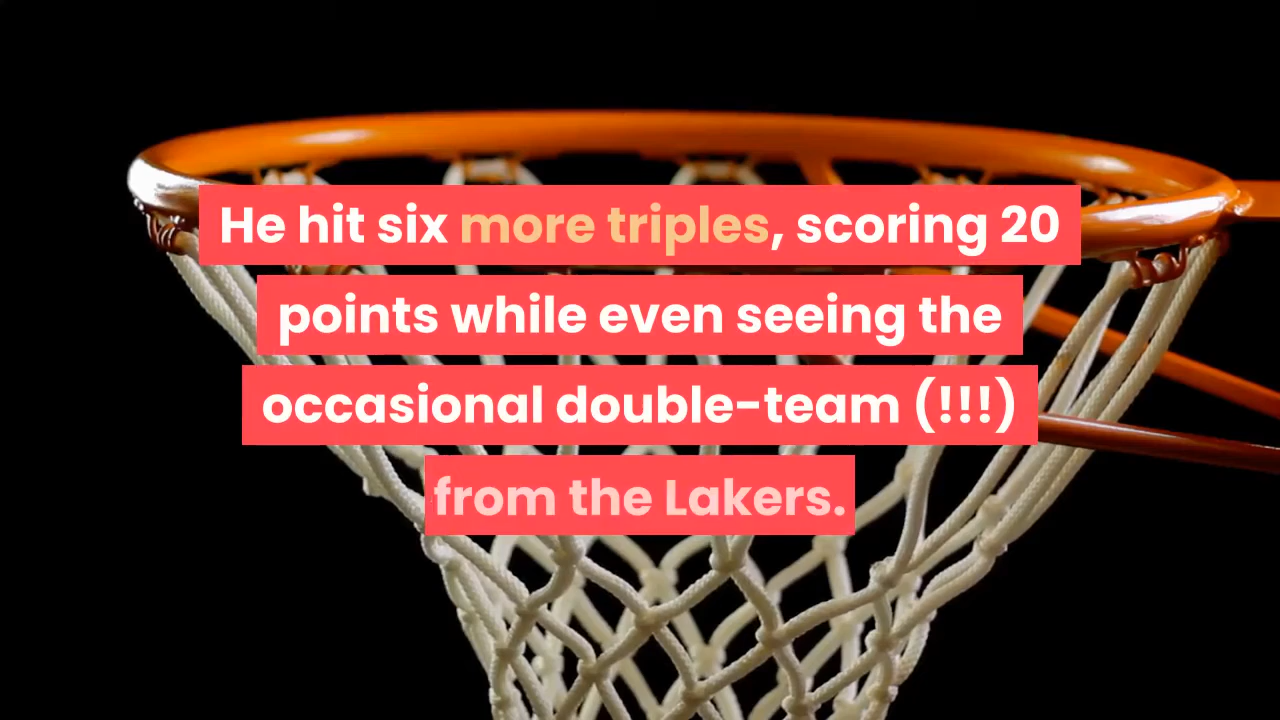 He hit six more triples, scoring 20
points while even seeing the
occasional double-team (!!!)
from the Lakers.